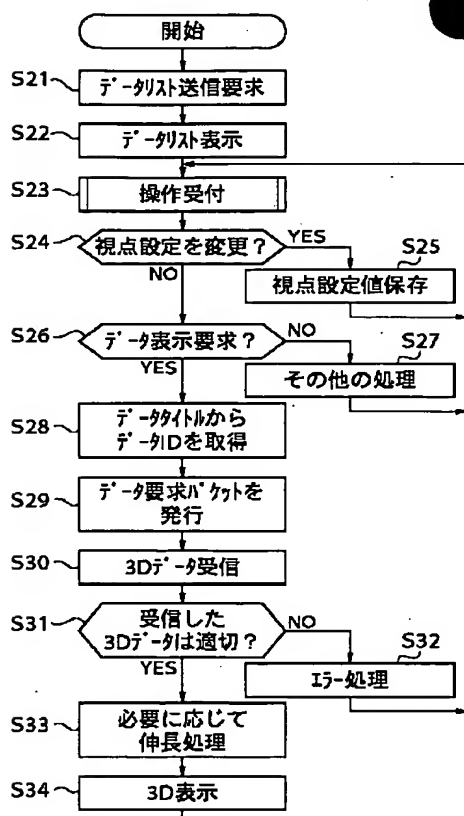 開始
S21
データリスト送信要求
S22
データリスト表示
S23
操作受付
S24
視点設定を変更?
YES
NO
S25
視点設定値保存
S26
データ表示要求?
NO
YES
S27
その他の処理
S28
データタイトルから
データIDを取得
S29
データ要求パケットを
発行
S30
3Dデータ受信
S31
受信した
3Dデータは適切?
NO
YES
S32
エラー処理
S33
必要に応じて
伸長処理
S34
3D表示